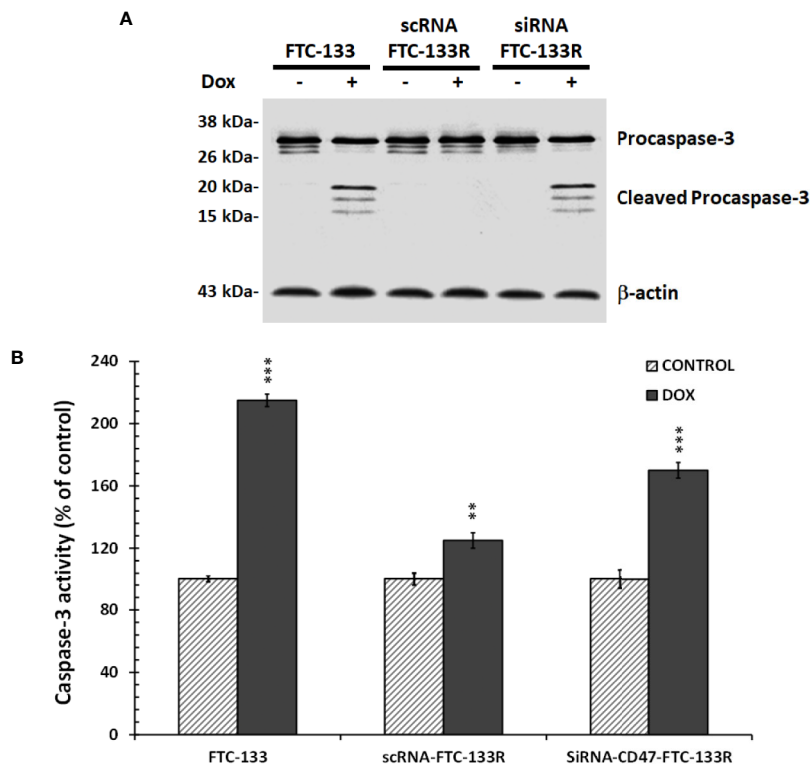 A
scRNA siRNA
FTC-133 FTC-133R FTC-133R
Dox - + - + - +
38 kDa-
Procaspase-3
26 kDa-
20 kDa-
Cleaved Procaspase-3
15 kDa-
43 kDa- β-actin
B
240
CONTROL
DOX
200
160
120
80
40
0
Caspase-3 activity (% of control)
***
**
***
FTC-133 scRNA-FTC-133R SiRNA-CD47-FTC-133R